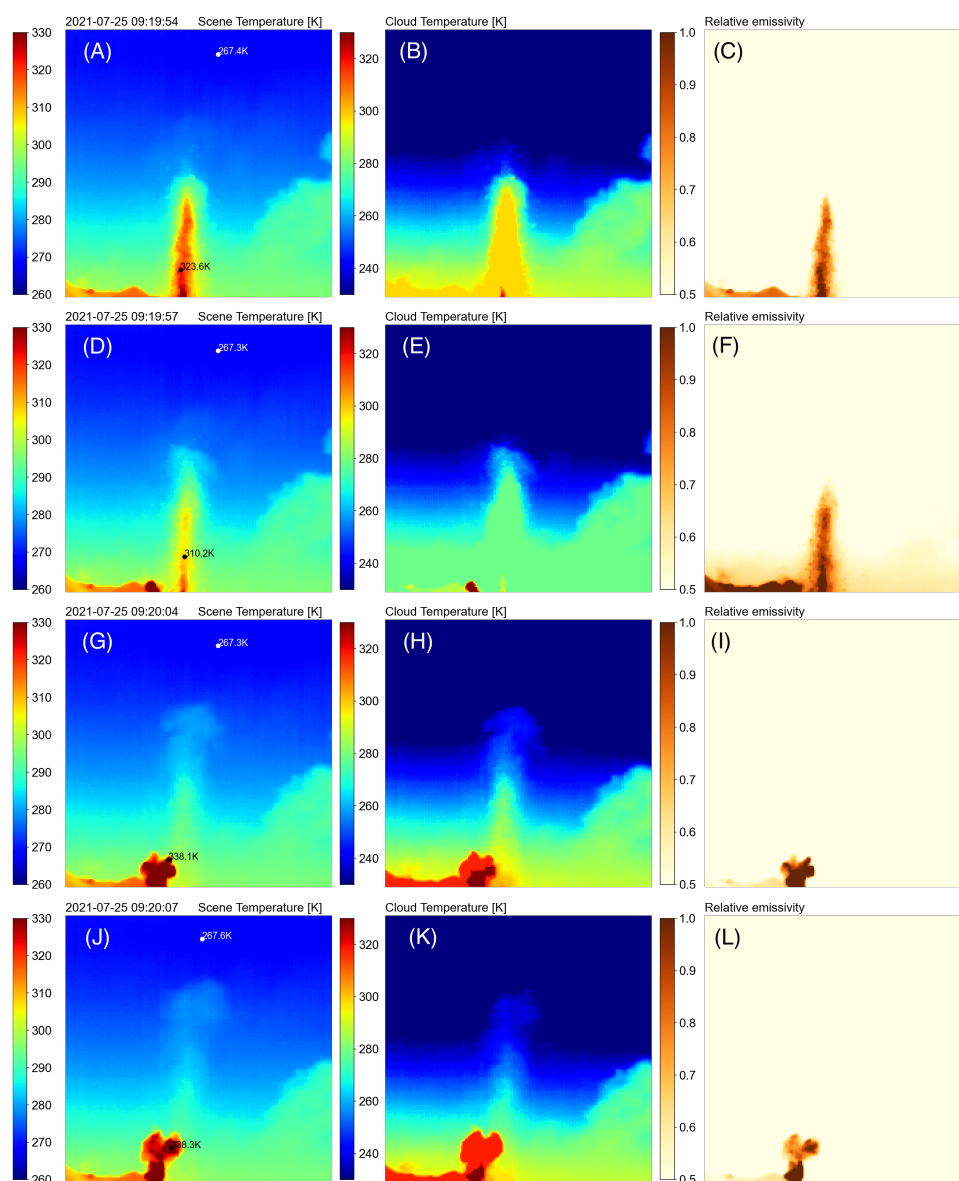 2021-07-25 09:19:54 Scene Temperature [K] Cloud Temperature [K] Relative emissivity
330 330 1.0
(A) (B) (C)
267.4K
320 320 0.9
310 300 0.8
300
290 280 0.7
280 260 0.6
323.6K
270 240
260 0.5
2021-07-25 09:19:57 Scene Temperature [K] Cloud Temperature [K] Relative emissivity
330 1.0
(D) (E) (F)
267.3K
320 320 0.9
310 300 0.8
300
290 280 0.7
280 260 0.6
310.2K
270 240
260 0.5
2021-07-25 09:20:04 Scene Temperature [K] Cloud Temperature [K] Relative emissivity
330 1.0
(G) (H) (I)
267.3K
320 320 0.9
310 300 0.8
300
290 280 0.7
280 260 0.6
338.1K
270 240
260 0.5
2021-07-25 09:20:07 Scene Temperature [K] Cloud Temperature [K] Relative emissivity
330 1.0
(J) (K) (L)
267.6K
320 320 0.9
310 300 0.8
300
290 280 0.7
280 260 0.6
338.3K
270 240
260 0.5